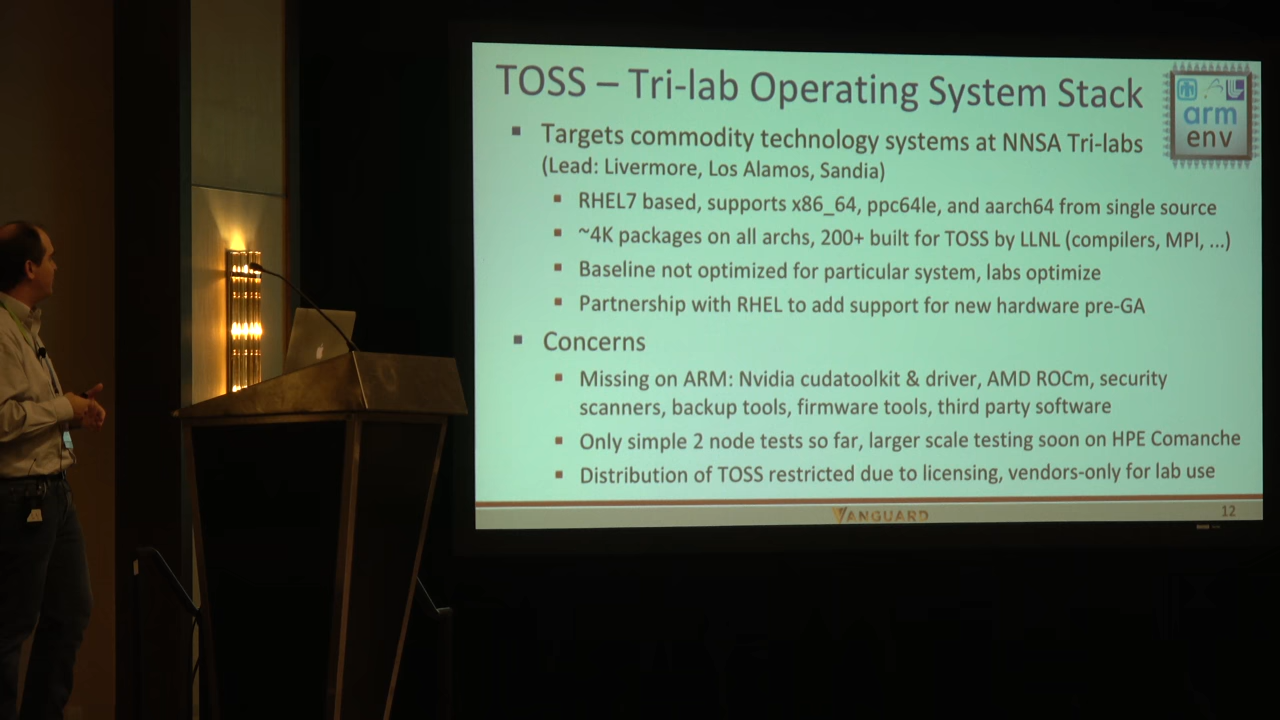 TOSS – Tri-lab Operating System Stack
arm
env
Targets commodity technology systems at NNSA Tri-labs
(Lead: Livermore, Los Alamos, Sandia)
RHEL7 based, supports x86_64, ppc64le, and aarch64 from single source
~4K packages on all archs, 200+ built for TOSS by LLNL (compilers, MPI, ...)
Baseline not optimized for particular system, labs optimize
Partnership with RHEL to add support for new hardware pre-GA
Concerns
Missing on ARM: Nvidia cudatoolkit & driver, AMD ROCm, security
scanners, backup tools, firmware tools, third party software
Only simple 2 node tests so far, larger scale testing soon on HPE Comanche
Distribution of TOSS restricted due to licensing, vendors-only for lab use
VANGUARD
12